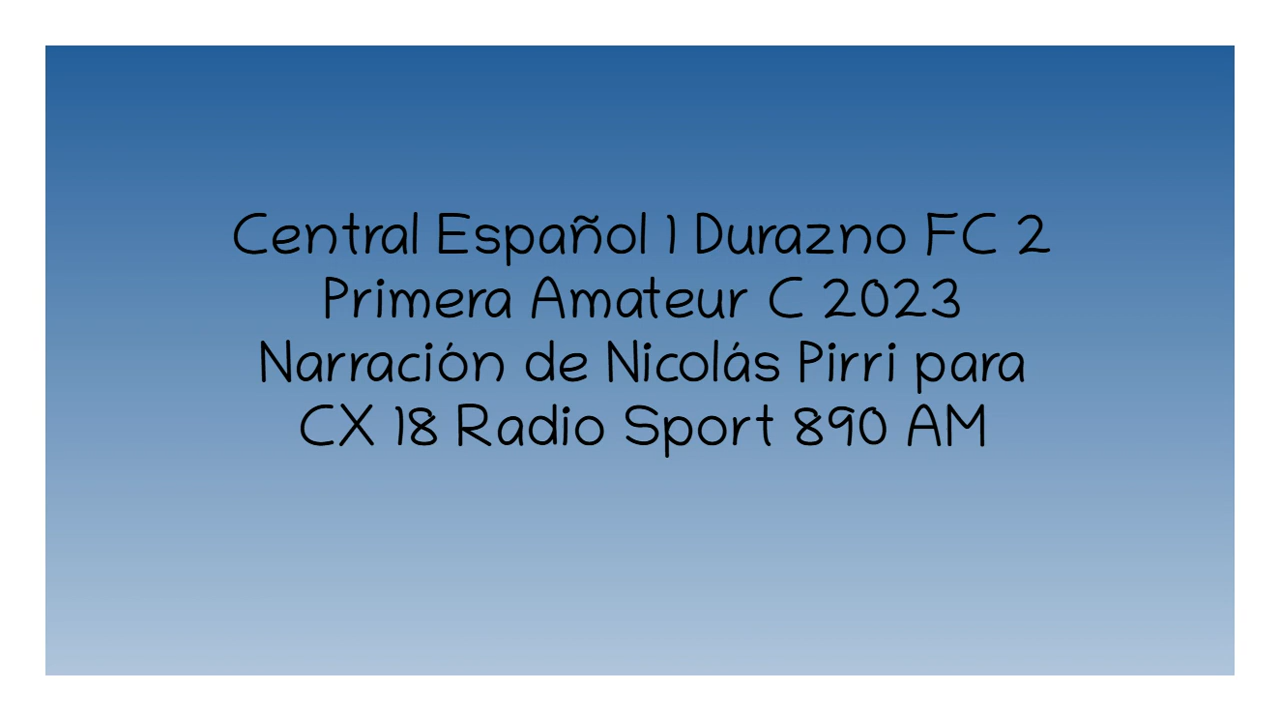 Central Español 1 Durazno FC 2
Primera Amateur C 2023
Narración de Nicolás Pirri para
CX 18 Radio Sport 890 AM